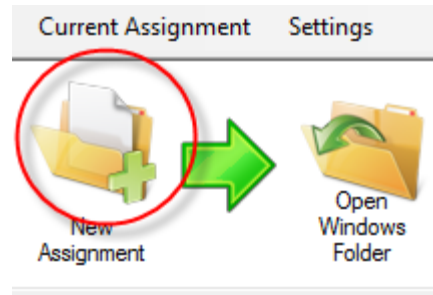 Current Assignment Settings
New
Assignment
Open
Windows
Folder